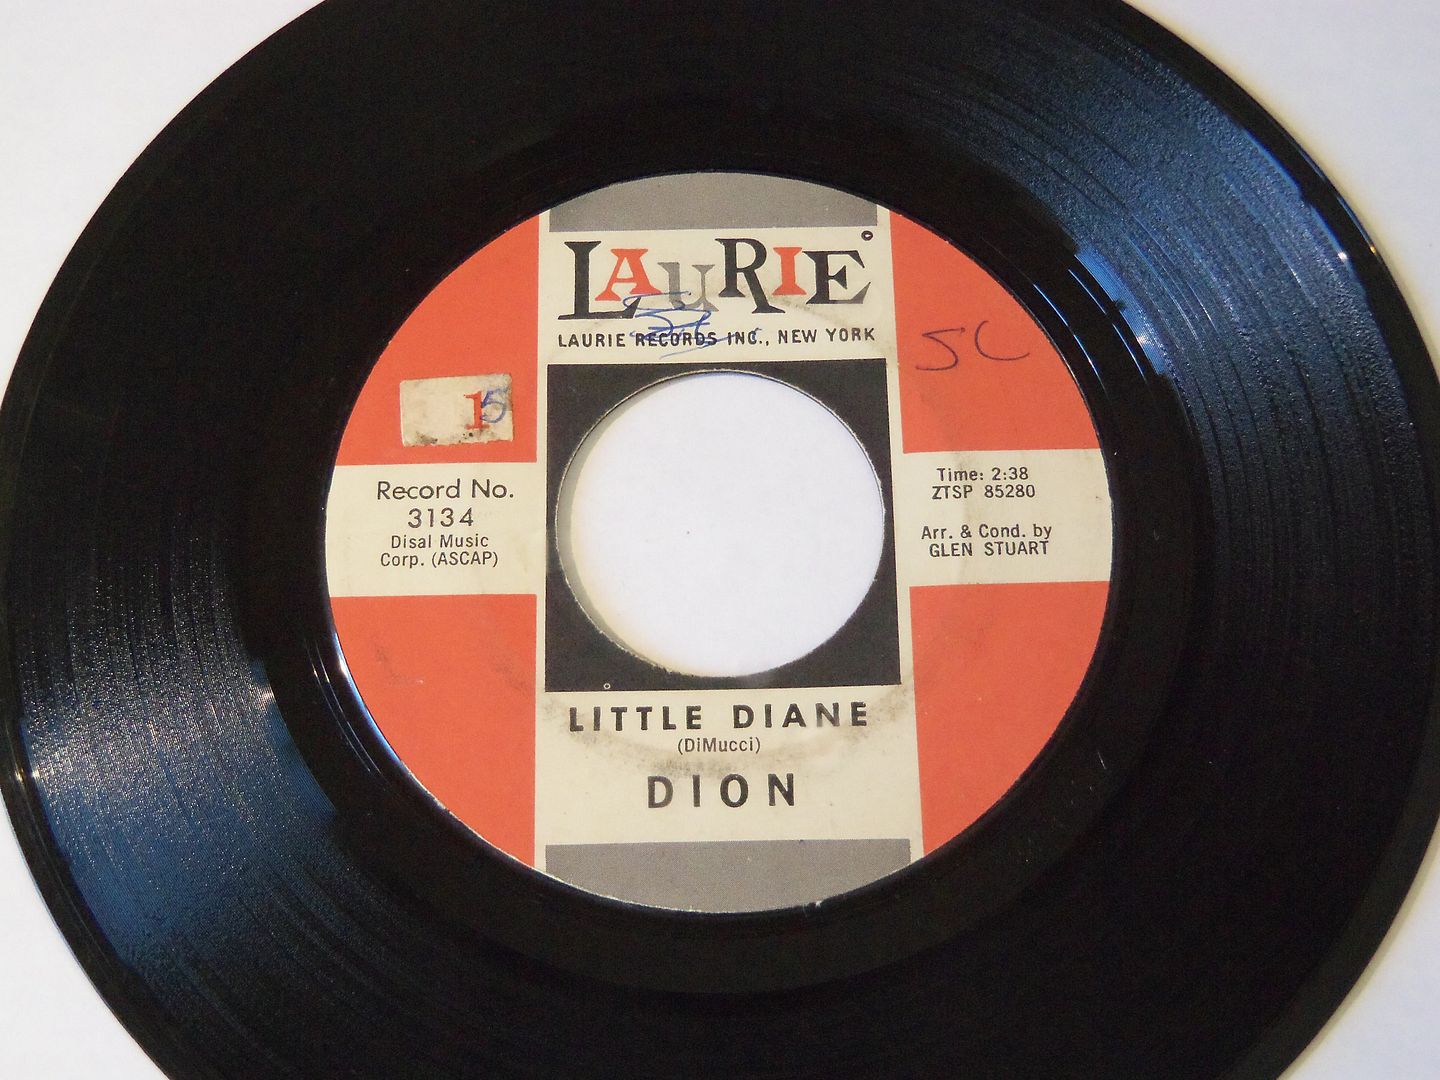 LAURIE
LAURIE RECORDS INC., NEW YORK
5C
15
Record No.
3134
Disal Music
Corp. (ASCAP)
Time: 2:38
ZTSP 85280
Arr. & Cond. by
GLEN STUART
LITTLE DIANE
(DiMucci)
DION